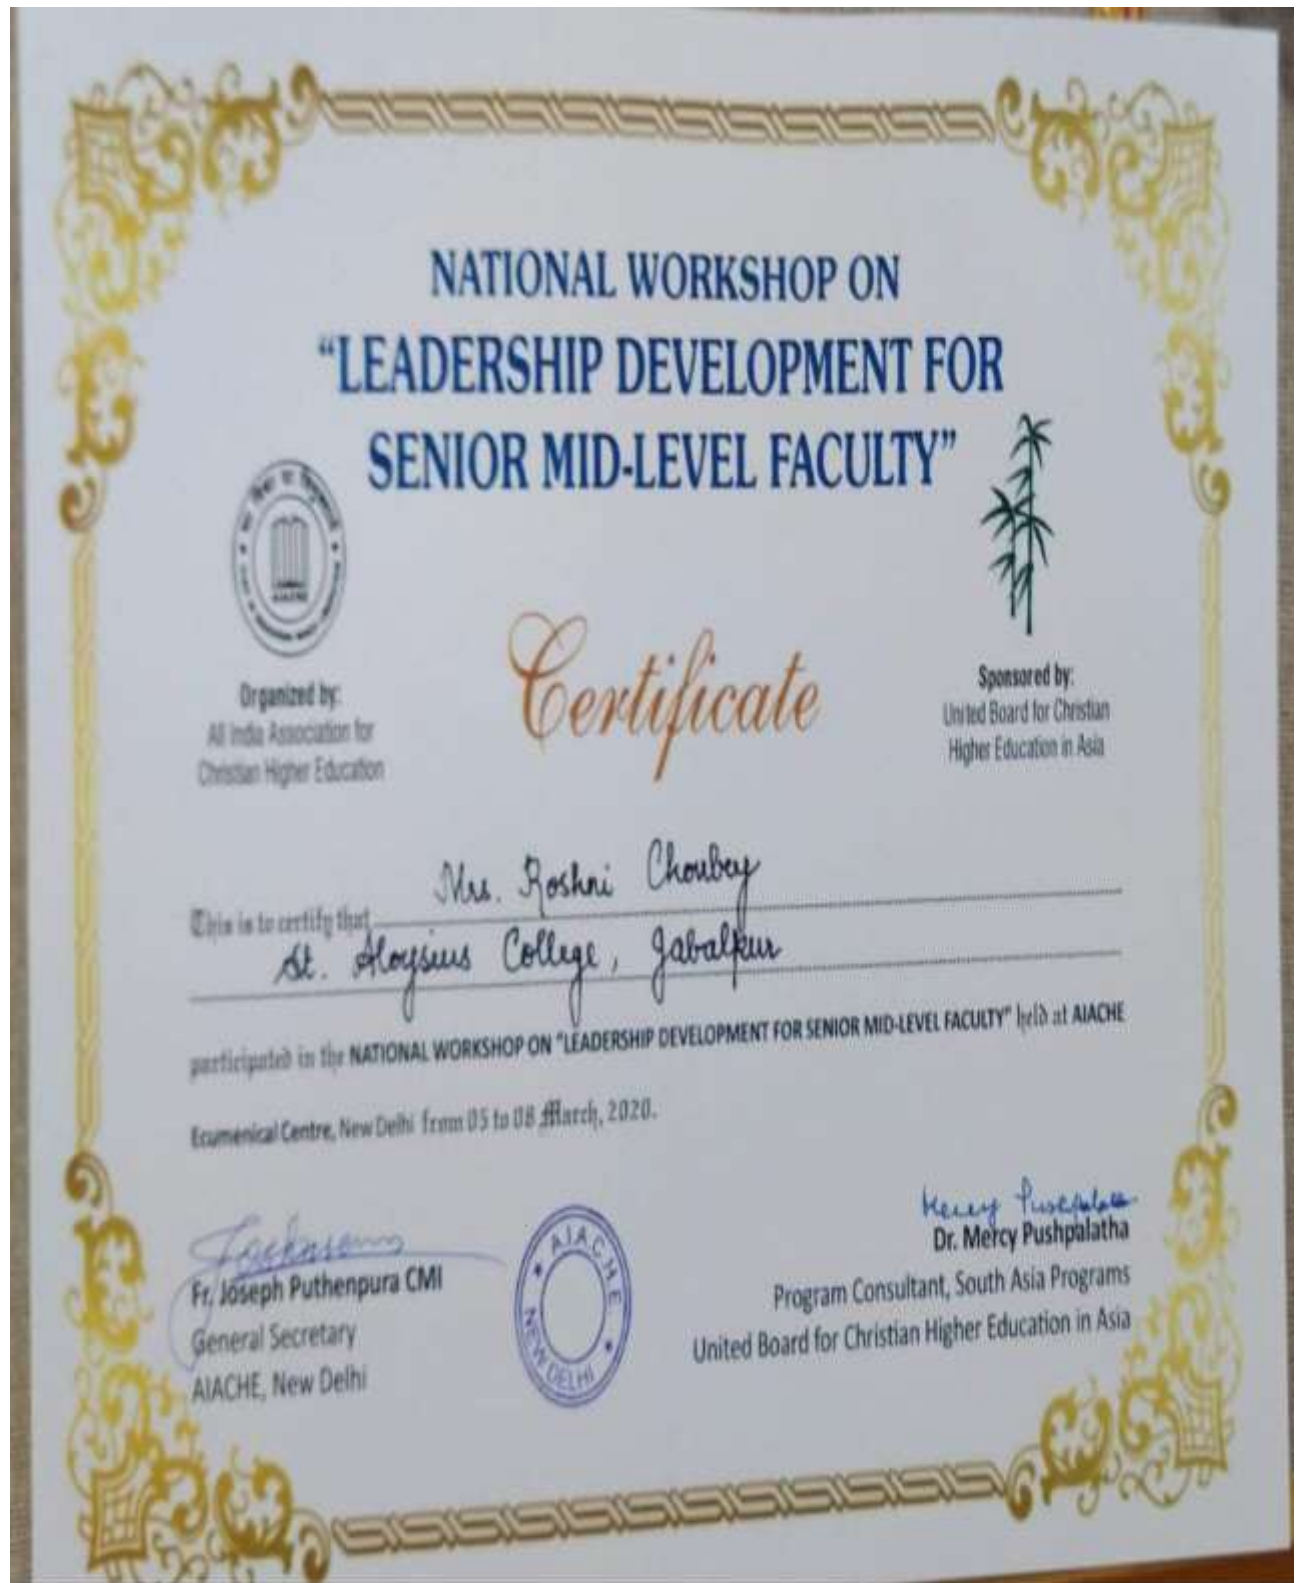 NATIONAL WORKSHOP ON
“LEADERSHIP DEVELOPMENT FOR
SENIOR MID-LEVEL FACULTY”
AIACHE
Organized by:
All India Association for
Christian Higher Education
Certificate
Sponsored by:
United Board for Christian
Higher Education in Asia
This is to certify that Mrs. Roshni Choubey
St. Aloysius College, Jabalpur
participated in the NATIONAL WORKSHOP ON “LEADERSHIP DEVELOPMENT FOR SENIOR MID-LEVEL FACULTY” held at AIACHE
Ecumenical Centre, New Delhi from 05 to 08 March, 2020.
Fr. Joseph Puthenpura CMI
General Secretary
AIACHE, New Delhi
AIACHE
NEW DELHI
Mercy Pushpalatha
Dr. Mercy Pushpalatha
Program Consultant, South Asia Programs
United Board for Christian Higher Education in Asia